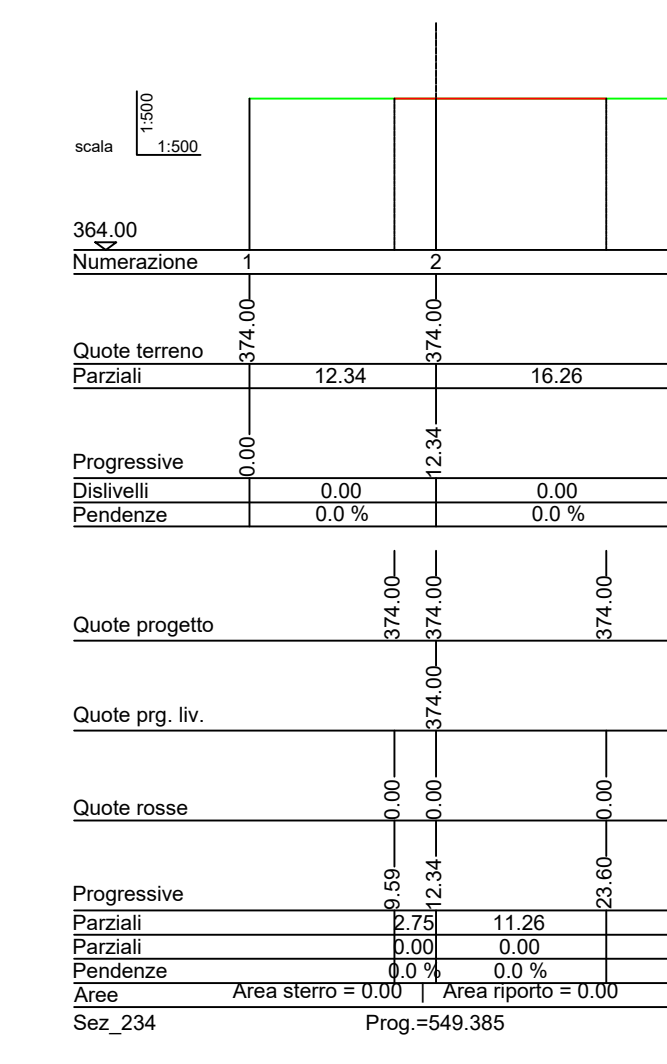 1:500
scala 1:500
364.00
Numerazione 1 2
374.00 374.00
Quote terreno
Parziali 12.34 16.26
0.00 12.34
Progressive
Dislivelli 0.00 0.00
Pendenze 0.0 % 0.0 %
374.00 374.00 374.00
Quote progetto
374.00
Quote prg. liv.
0.00 0.00 0.00
Quote rosse
9.59 12.34 23.60
Progressive
Parziali 2.75 11.26
Parziali 0.00 0.00
Pendenze 0.0 % 0.0 %
Aree Area sterro = 0.00 | Area riporto = 0.00
Sez_234 Prog.=549.385